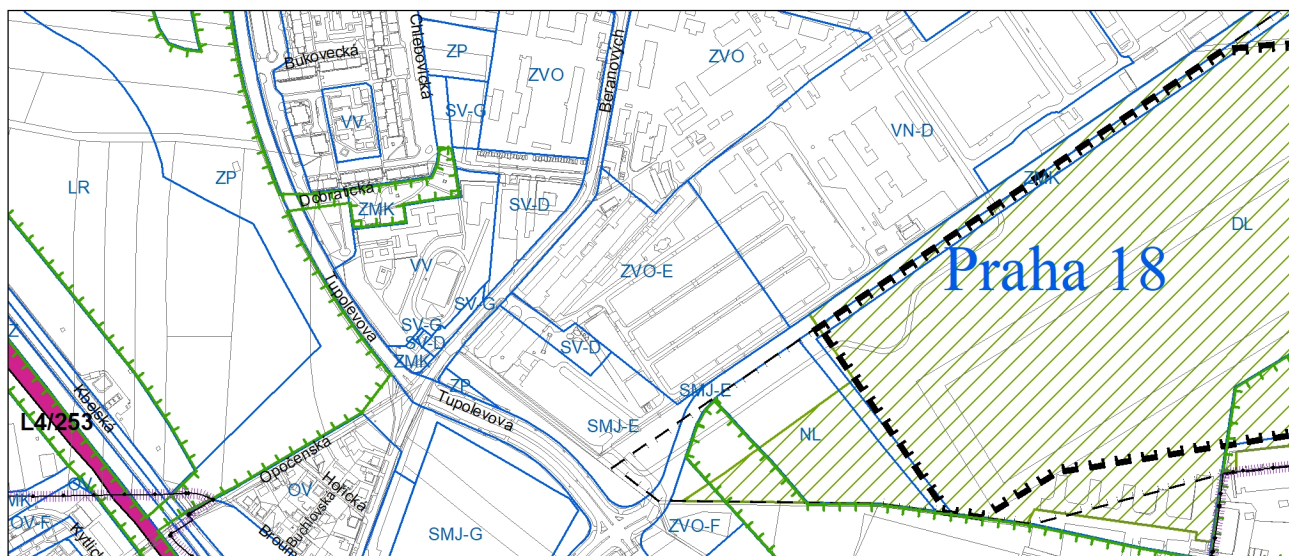 Bukovecká
Chlebovická
ZP
ZVO
Beranových
ZVO
VV
SV-G
VN-D
LR
ZP
Dobratická
ZMK
SV-D
ZMK
DL
VV
ZVO-E
Praha 18
Tupolevova
SV-G
SV-G
SV-D
SV-D
ZMK
Z
ZP
Kbelská
Tupolevova
SMJ-E
SMJ-E
L4/253
NL
Opočenská
OV
Hořická
Buchlovská
OV
MK
OV-F
SMJ-G
ZVO-F